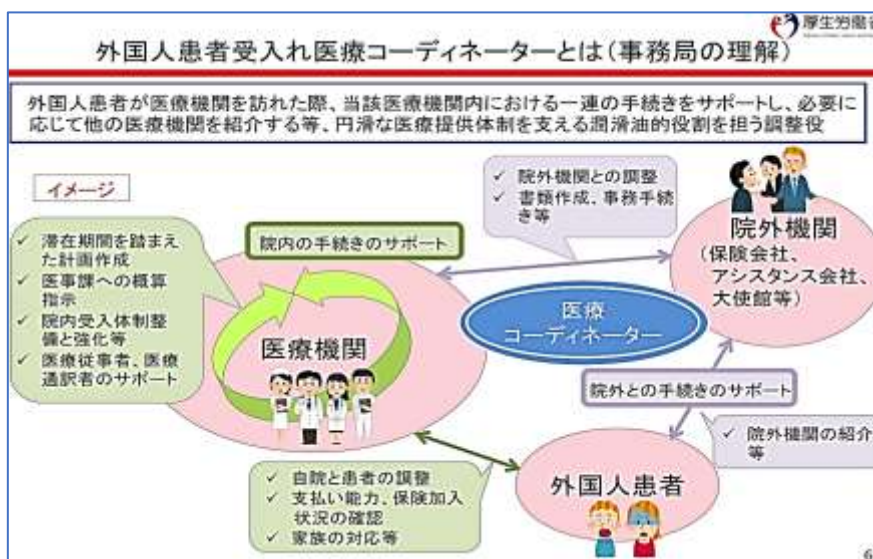 厚生労働省
外国人患者受入れ医療コーディネーターとは(事務局の理解)
外国人患者が医療機関を訪れた際、当該医療機関内における一連の手続きをサポートし、必要に
応じて他の医療機関を紹介する等、円滑な医療提供体制を支える潤滑油的役割を担う調整役
イメージ
✓ 院外機関との調整
✓ 書類作成、事務手続
き等
院外機関
(保険会社、
アシスタンス会社、
大使館等)
✓ 滞在期間を踏まえ
た計画作成
✓ 医事課への概算
指示
✓ 院内受入体制整
備と強化等
✓ 医療従事者、医療
通訳者のサポート
院内の手続きのサポート
医療機関
医療
コーディネーター
院外との手続きのサポート
✓ 院外機関の紹介
等
✓ 自院と患者の調整
✓ 支払い能力、保険加入
状況の確認
✓ 家族の対応等
外国人患者
6